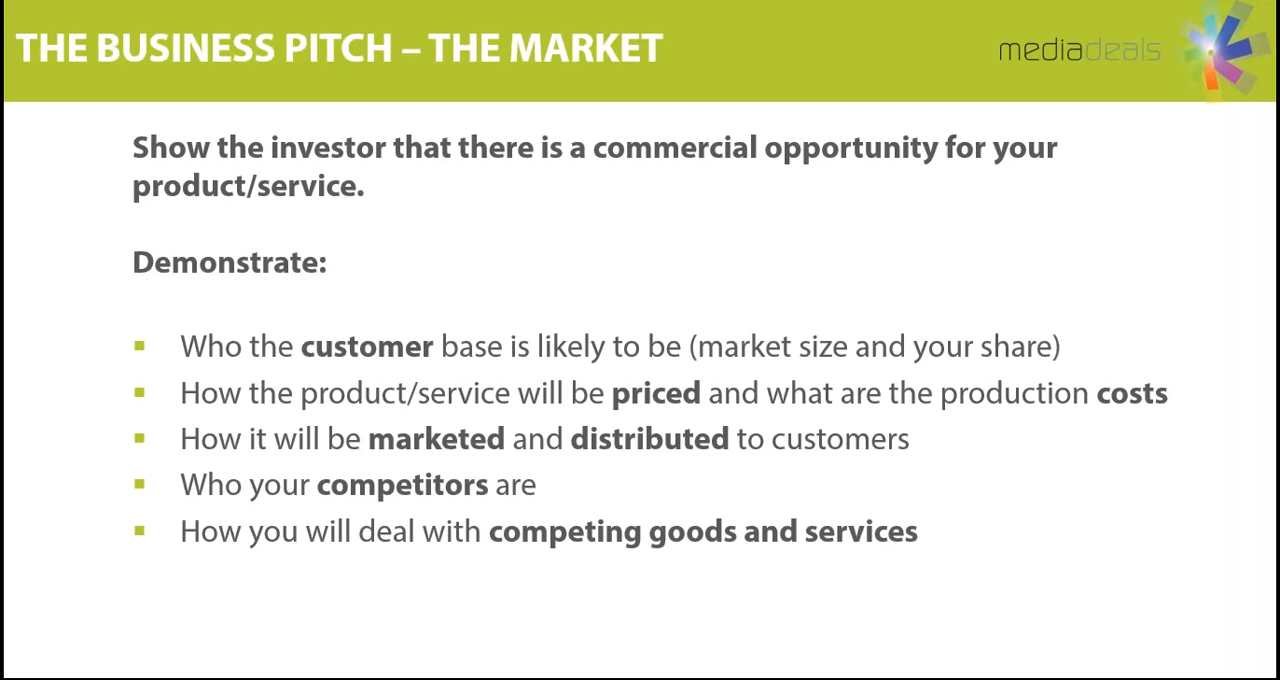 THE BUSINESS PITCH – THE MARKET
mediadeals
Show the investor that there is a commercial opportunity for your
product/service.
Demonstrate:
▪ Who the customer base is likely to be (market size and your share)
▪ How the product/service will be priced and what are the production costs
▪ How it will be marketed and distributed to customers
▪ Who your competitors are
▪ How you will deal with competing goods and services